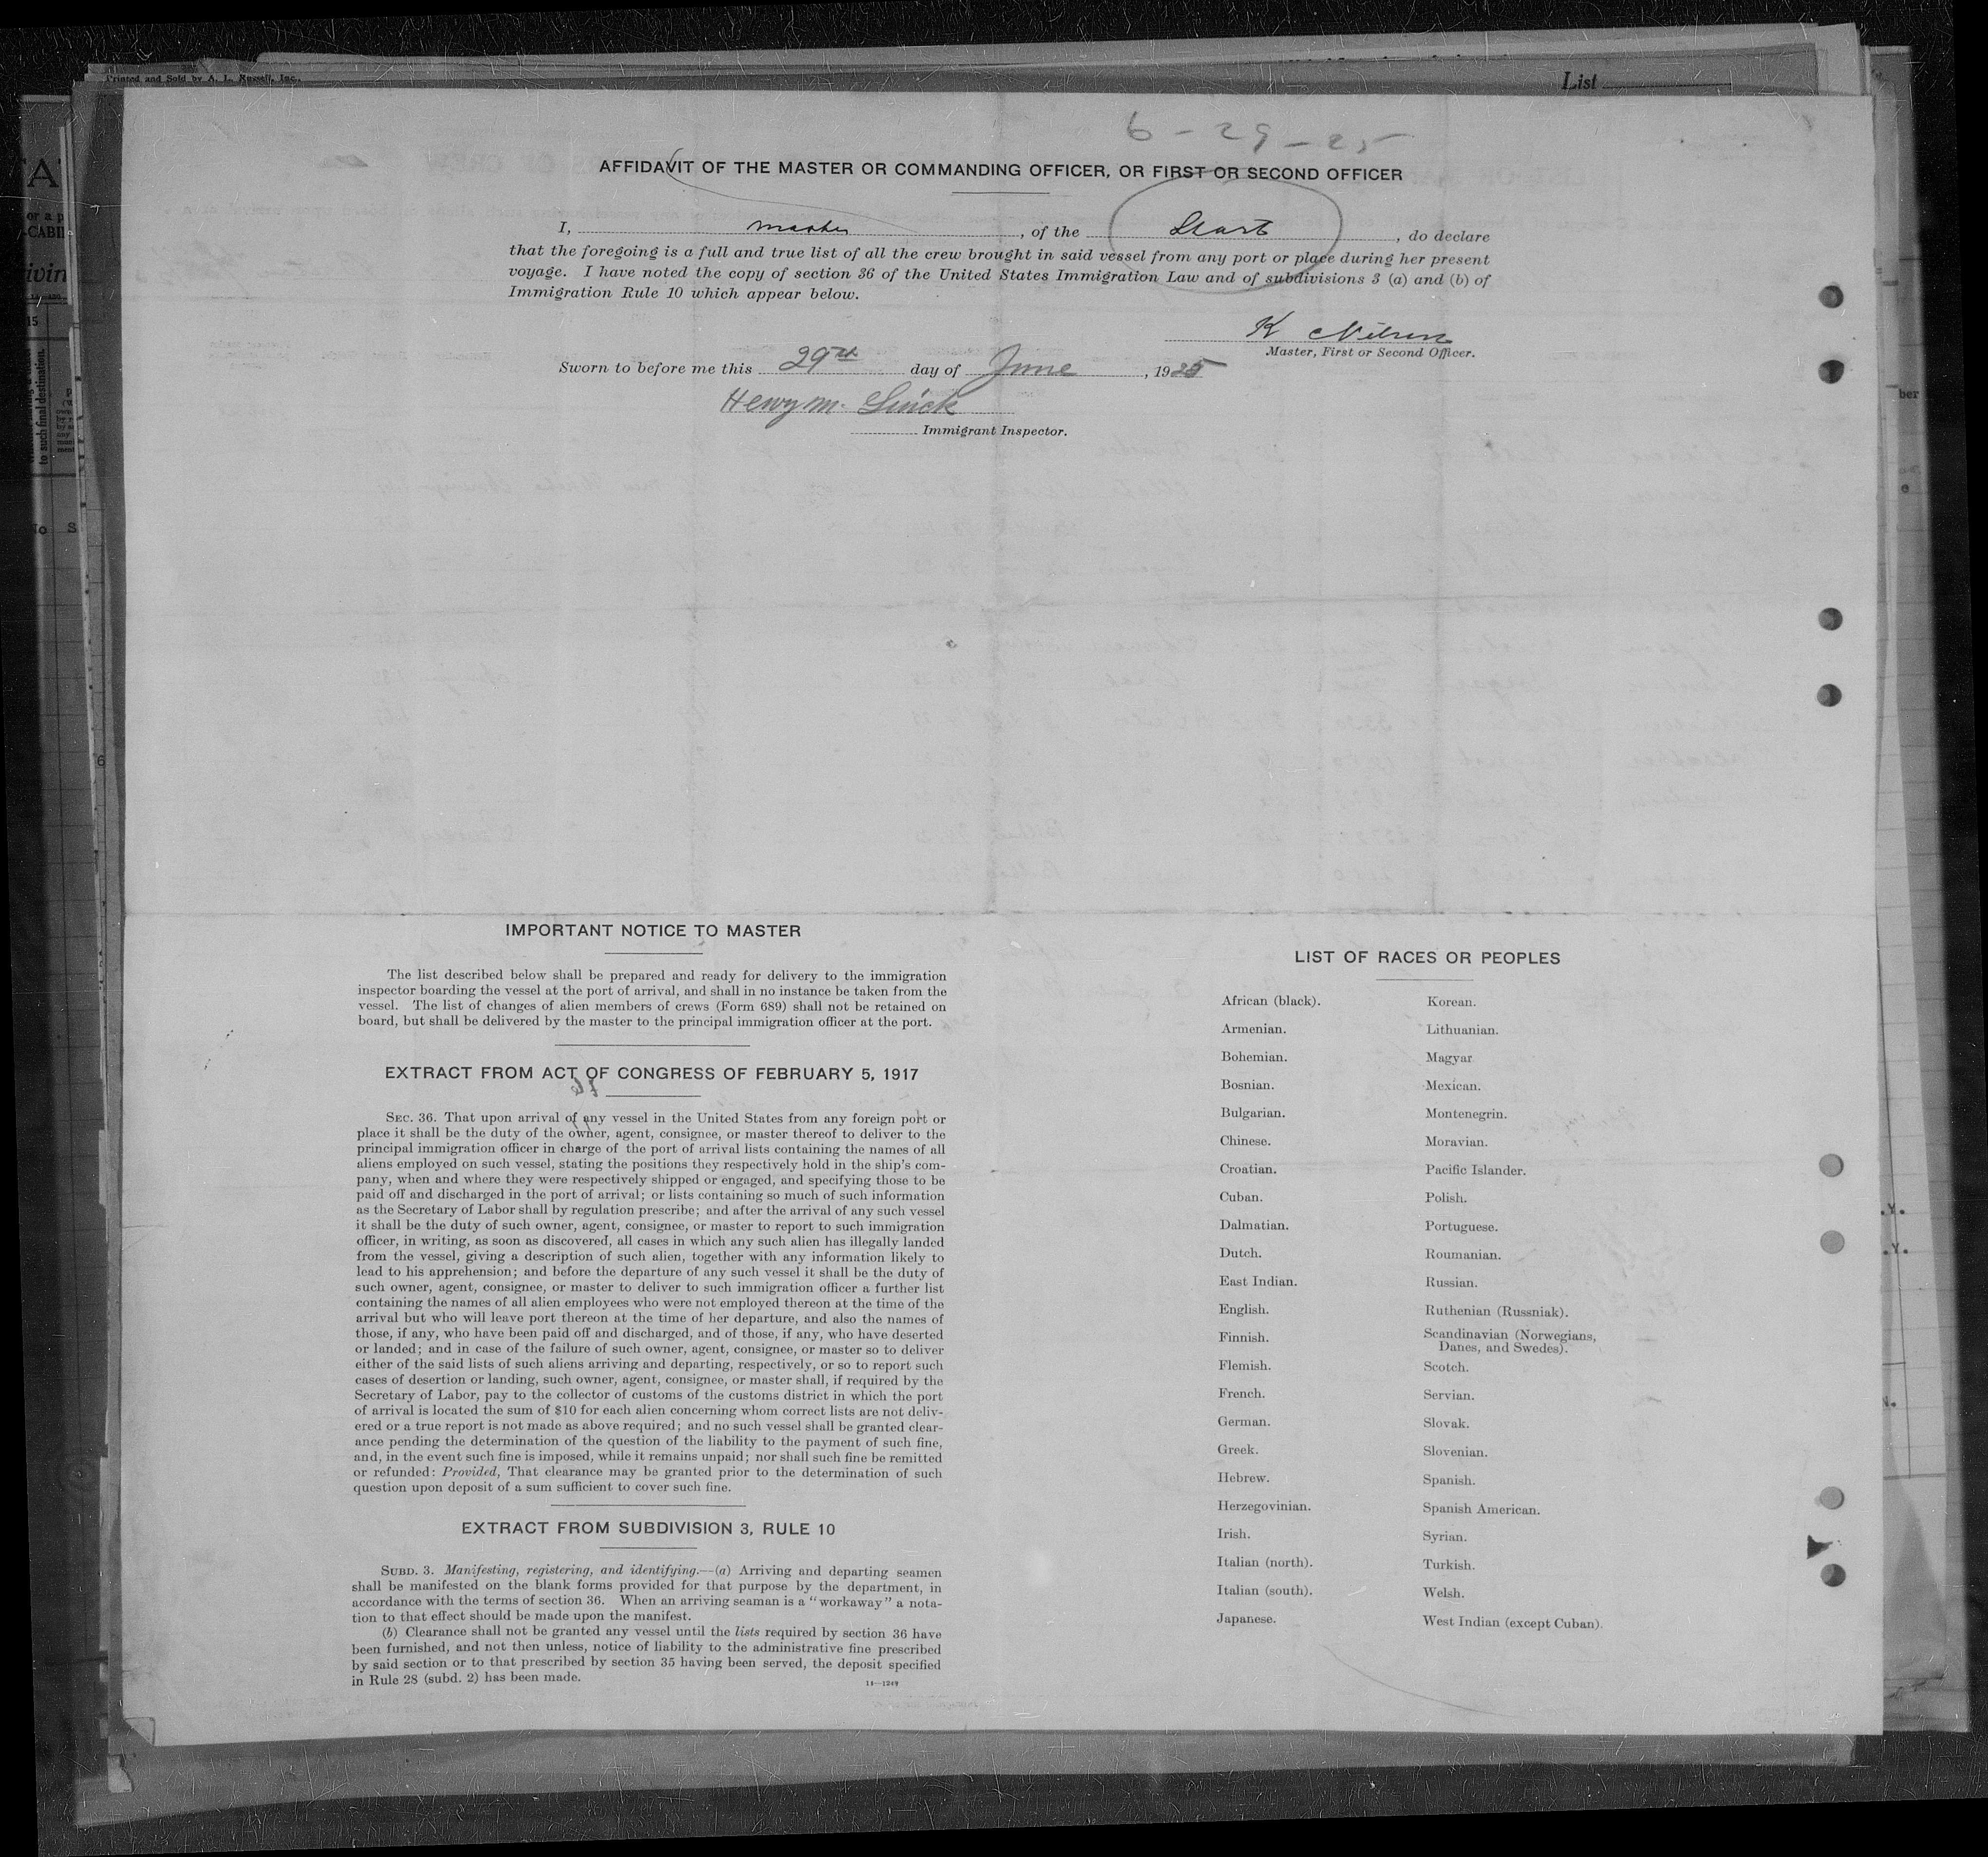 Printed and Sold by A. L. Russell, Inc.
List
6 - 29 - 25
AFFIDAVIT OF THE MASTER OR COMMANDING OFFICER, OR FIRST OR SECOND OFFICER
I, master, of the Start, do declare
that the foregoing is a full and true list of all the crew brought in said vessel from any port or place during her present
voyage. I have noted the copy of section 36 of the United States Immigration Law and of subdivisions 3 (a) and (b) of
Immigration Rule 10 which appear below.
K Nilsen
Master, First or Second Officer.
Sworn to before me this 29th day of June, 1925
Henry M.
Immigrant Inspector.
IMPORTANT NOTICE TO MASTER
The list described below shall be prepared and ready for delivery to the immigration
inspector boarding the vessel at the port of arrival, and shall in no instance be taken from the
vessel. The list of changes of alien members of crews (Form 689) shall not be retained on
board, but shall be delivered by the master to the principal immigration officer at the port.
EXTRACT FROM ACT OF CONGRESS OF FEBRUARY 5, 1917
SEC. 36. That upon arrival of any vessel in the United States from any foreign port or
place it shall be the duty of the owner, agent, consignee, or master thereof to deliver to the
principal immigration officer in charge of the port of arrival lists containing the names of all
aliens employed on such vessel, stating the positions they respectively hold in the ship's com-
pany, when and where they were respectively shipped or engaged, and specifying those to be
paid off and discharged in the port of arrival; or lists containing so much of such information
as the Secretary of Labor shall by regulation prescribe; and after the arrival of any such vessel
it shall be the duty of such owner, agent, consignee, or master to report to such immigration
officer, in writing, as soon as discovered, all cases in which any such alien has illegally landed
from the vessel, giving a description of such alien, together with any information likely to
lead to his apprehension; and before the departure of any such vessel it shall be the duty of
such owner, agent, consignee, or master to deliver to such immigration officer a further list
containing the names of all alien employees who were not employed thereon at the time of the
arrival but who will leave port thereon at the time of her departure, and also the names of
those, if any, who have been paid off and discharged, and of those, if any, who have deserted
or landed; and in case of the failure of such owner, agent, consignee, or master so to deliver
either of the said lists of such aliens arriving and departing, respectively, or so to report such
cases of desertion or landing, such owner, agent, consignee, or master shall, if required by the
Secretary of Labor, pay to the collector of customs of the customs district in which the port
of arrival is located the sum of $10 for each alien concerning whom correct lists are not deliv-
ered or a true report is not made as above required; and no such vessel shall be granted clear-
ance pending the determination of the question of the liability to the payment of such fine,
and, in the event such fine is imposed, while it remains unpaid; nor shall such fine be remitted
or refunded: Provided, That clearance may be granted prior to the determination of such
question upon deposit of a sum sufficient to cover such fine.
EXTRACT FROM SUBDIVISION 3, RULE 10
SUBD. 3. Manifesting, registering, and identifying.—(a) Arriving and departing seamen
shall be manifested on the blank forms provided for that purpose by the department, in
accordance with the terms of section 36. When an arriving seaman is a "workaway" a nota-
tion to that effect should be made upon the manifest.
(b) Clearance shall not be granted any vessel until the lists required by section 36 have
been furnished, and not then unless, notice of liability to the administrative fine prescribed
by said section or to that prescribed by section 35 having been served, the deposit specified
in Rule 28 (subd. 2) has been made.
11—1249
LIST OF RACES OR PEOPLES
African (black).
Armenian.
Bohemian.
Bosnian.
Bulgarian.
Chinese.
Croatian.
Cuban.
Dalmatian.
Dutch.
East Indian.
English.
Finnish.
Flemish.
French.
German.
Greek.
Hebrew.
Herzegovinian.
Irish.
Italian (north).
Italian (south).
Japanese.
Korean.
Lithuanian.
Magyar
Mexican.
Montenegrin.
Moravian.
Pacific Islander.
Polish.
Portuguese.
Roumanian.
Russian.
Ruthenian (Russniak).
Scandinavian (Norwegians,
Danes, and Swedes).
Scotch.
Servian.
Slovak.
Slovenian.
Spanish.
Spanish American.
Syrian.
Turkish.
Welsh.
West Indian (except Cuban).